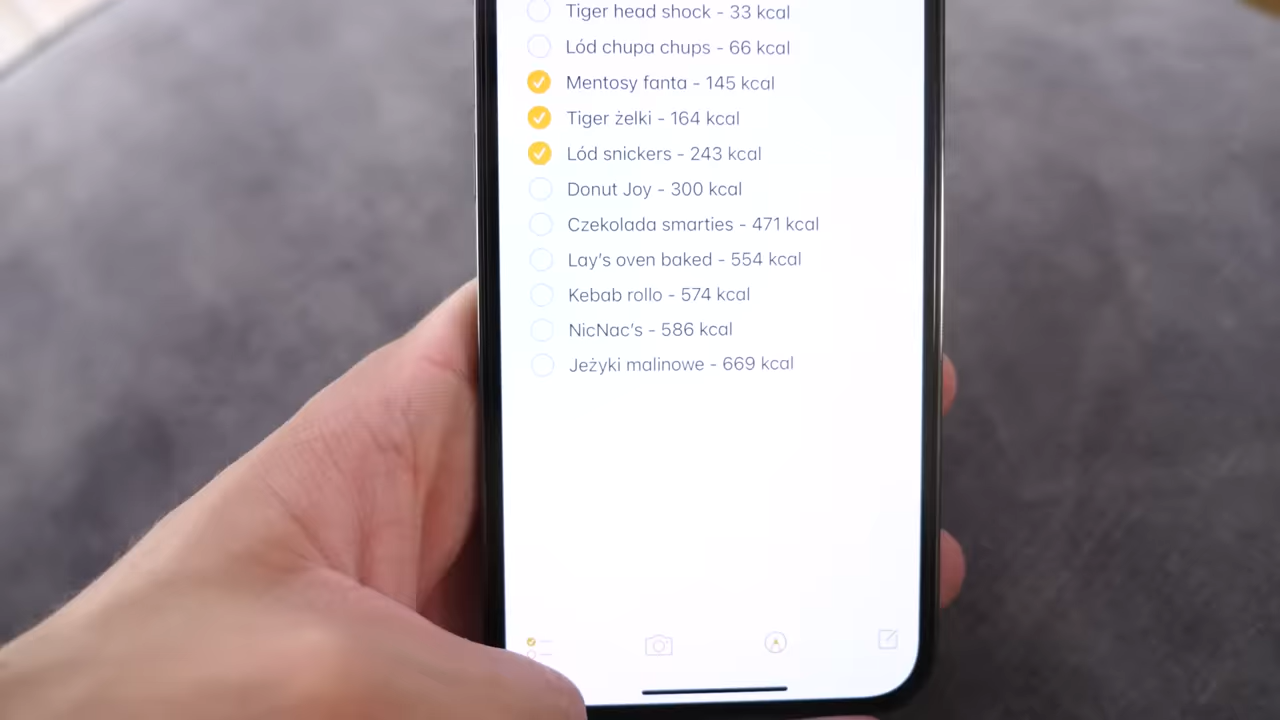 Tiger head shock - 33 kcal
Lód chupa chups - 66 kcal
Mentosy fanta - 145 kcal
Tiger żelki - 164 kcal
Lód snickers - 243 kcal
Donut Joy - 300 kcal
Czekolada smarties - 471 kcal
Lay's oven baked - 554 kcal
Kebab rollo - 574 kcal
NicNac's - 586 kcal
Jeżyki malinowe - 669 kcal